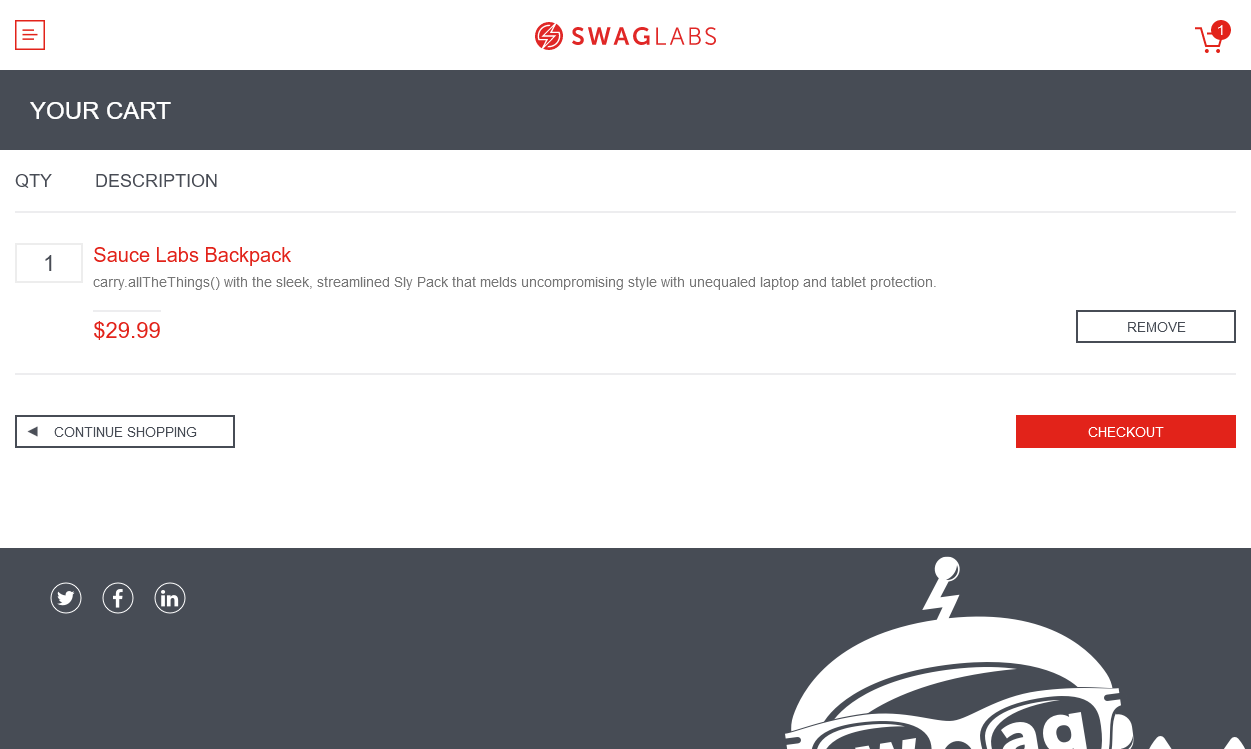 SWAGLABS
1
YOUR CART
QTY DESCRIPTION
1 Sauce Labs Backpack
carry.allTheThings() with the sleek, streamlined Sly Pack that melds uncompromising style with unequaled laptop and tablet protection.
$29.99 REMOVE
CONTINUE SHOPPING CHECKOUT
ag